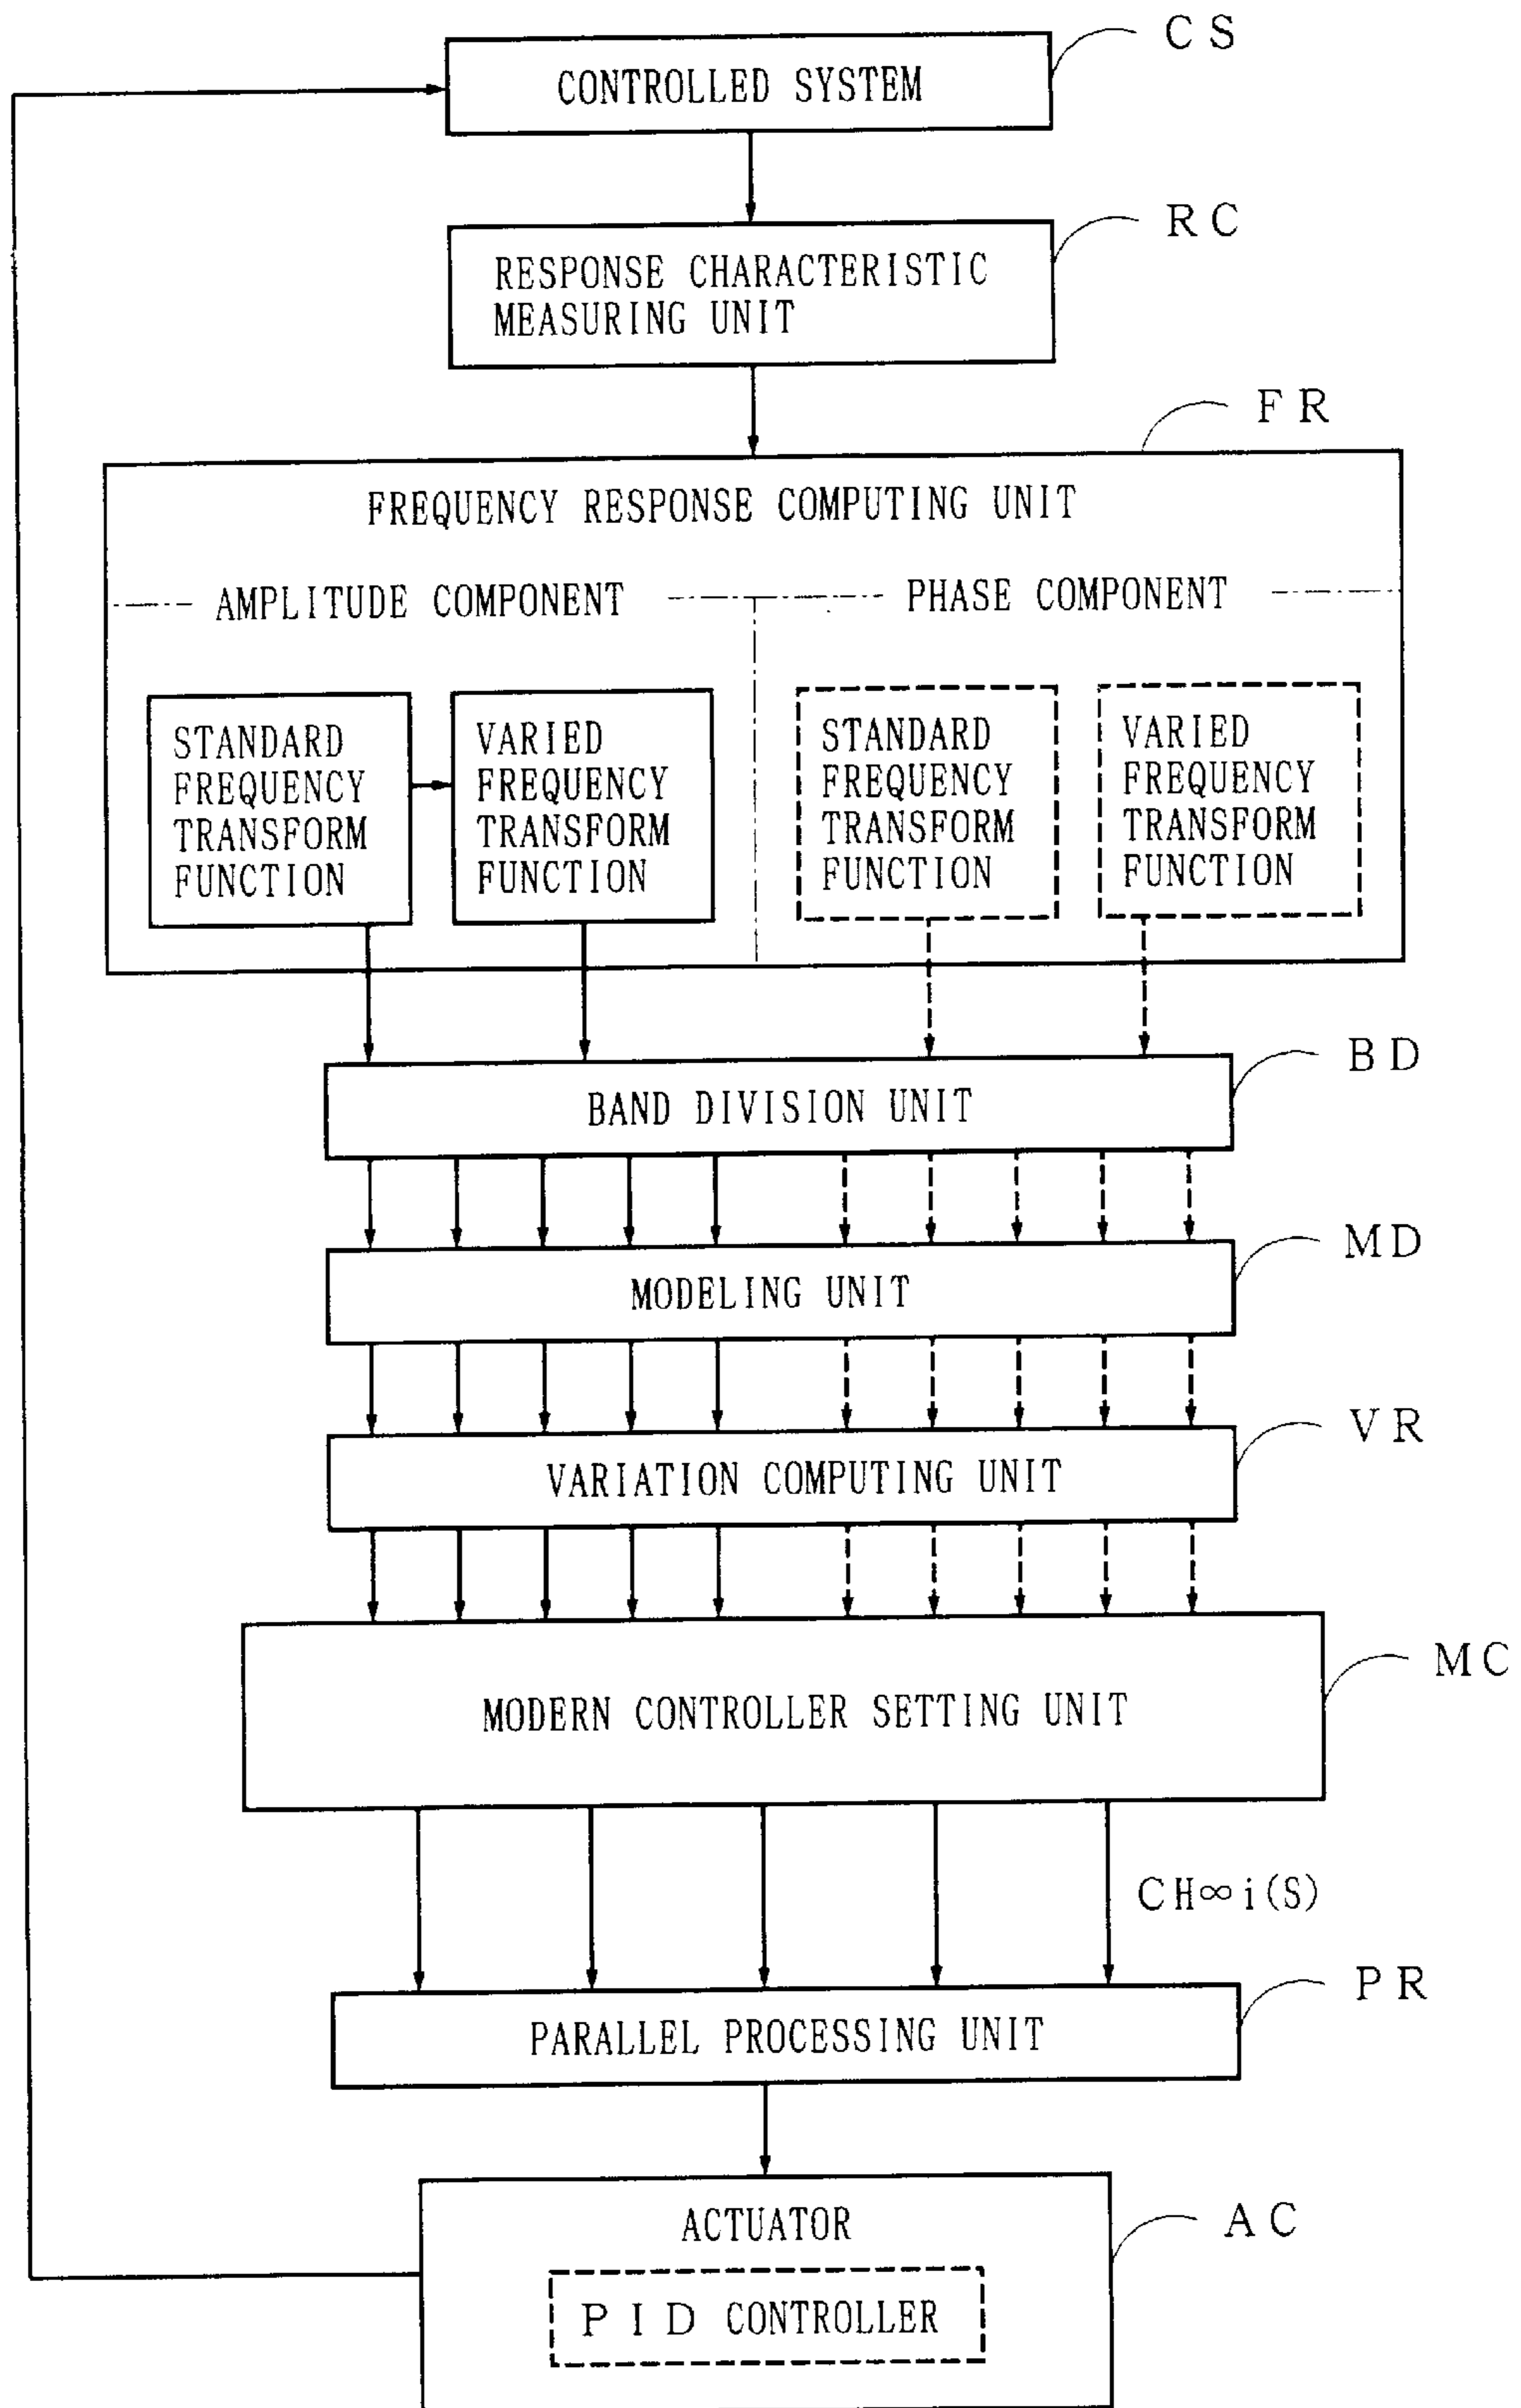 CS
CONTROLLED SYSTEM
RC
RESPONSE CHARACTERISTIC
MEASURING UNIT
FR
FREQUENCY RESPONSE COMPUTING UNIT
AMPLITUDE COMPONENT
PHASE COMPONENT
STANDARD
FREQUENCY
TRANSFORM
FUNCTION
VARIED
FREQUENCY
TRANSFORM
FUNCTION
STANDARD
FREQUENCY
TRANSFORM
FUNCTION
VARIED
FREQUENCY
TRANSFORM
FUNCTION
BD
BAND DIVISION UNIT
MD
MODELING UNIT
VR
VARIATION COMPUTING UNIT
MC
MODERN CONTROLLER SETTING UNIT
CH∞i(S)
PR
PARALLEL PROCESSING UNIT
AC
ACTUATOR
PID CONTROLLER